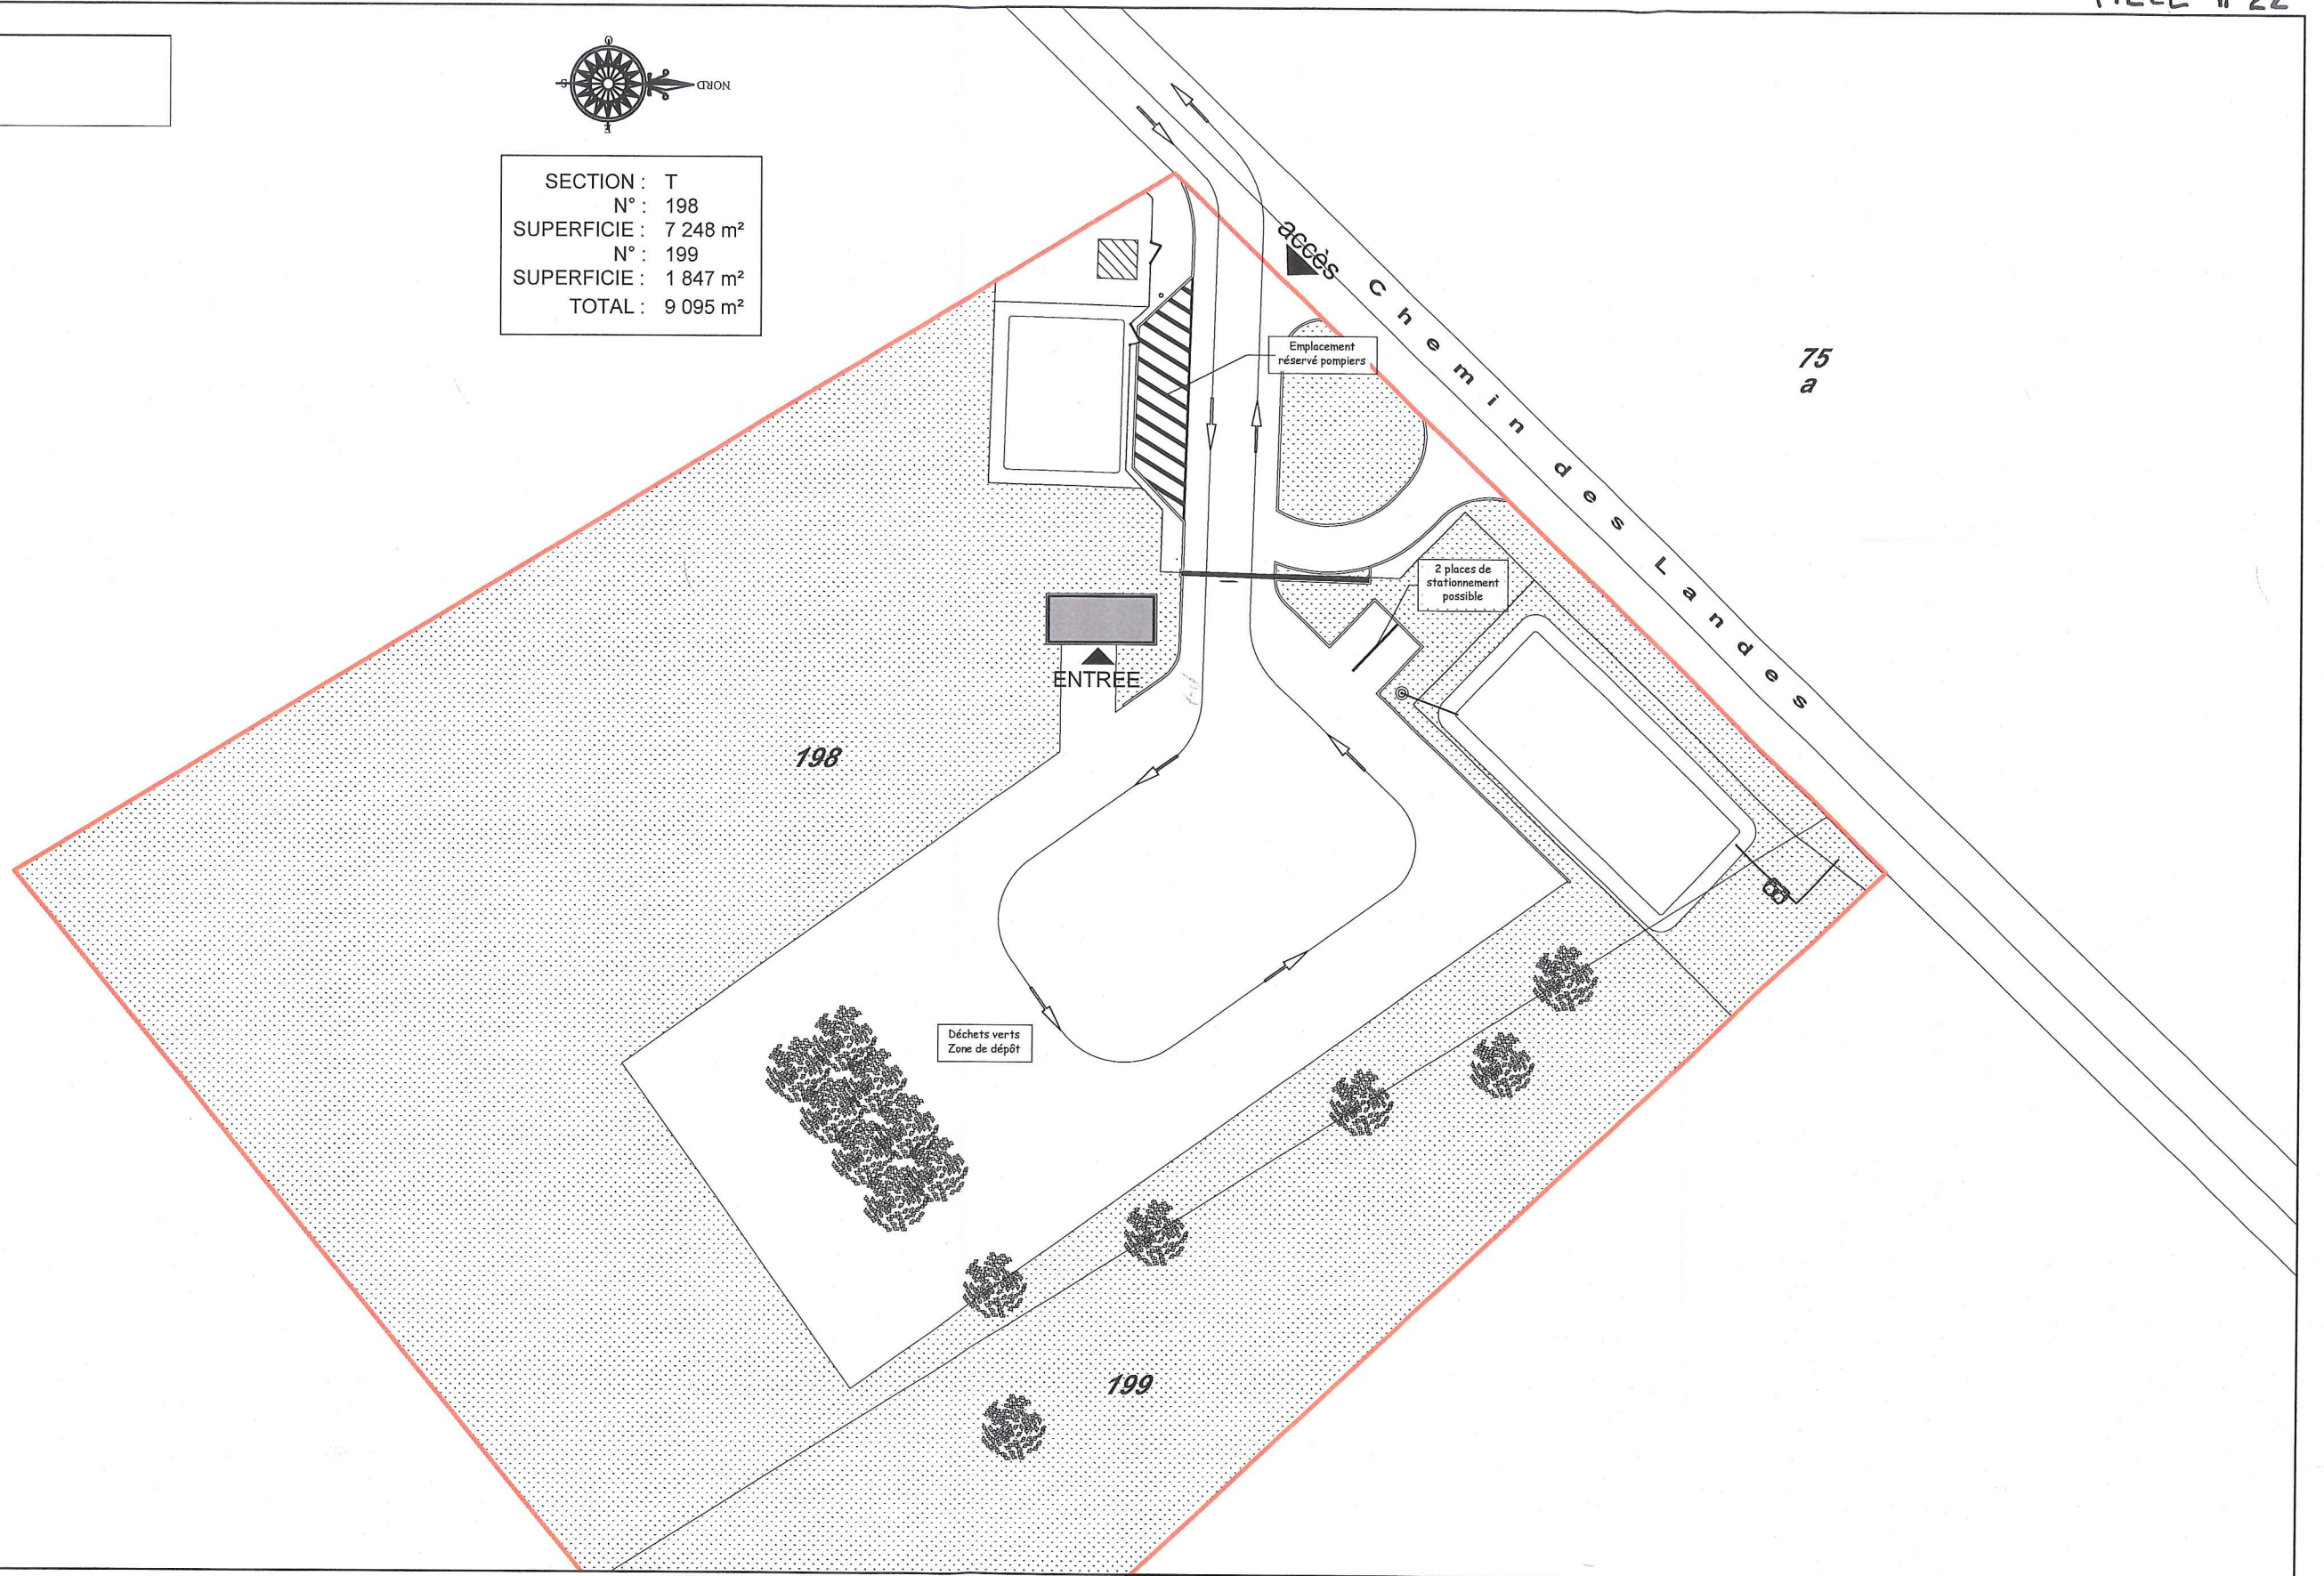 NORD
S
O
E
SECTION : T
N° : 198
SUPERFICIE : 7 248 m²
N° : 199
SUPERFICIE : 1 847 m²
TOTAL : 9 095 m²
accès
Chemin des Landes
75
a
Emplacement
réservé pompiers
2 places de
stationnement
possible
ENTREE
198
Déchets verts
Zone de dépôt
199